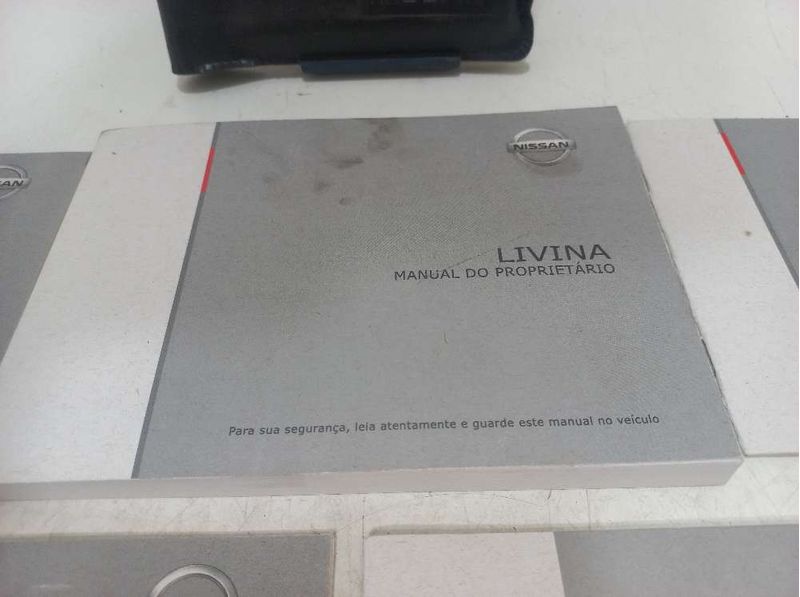 NISSAN
LIVINA
MANUAL DO PROPRIETÁRIO
Para sua segurança, leia atentamente e guarde este manual no veículo